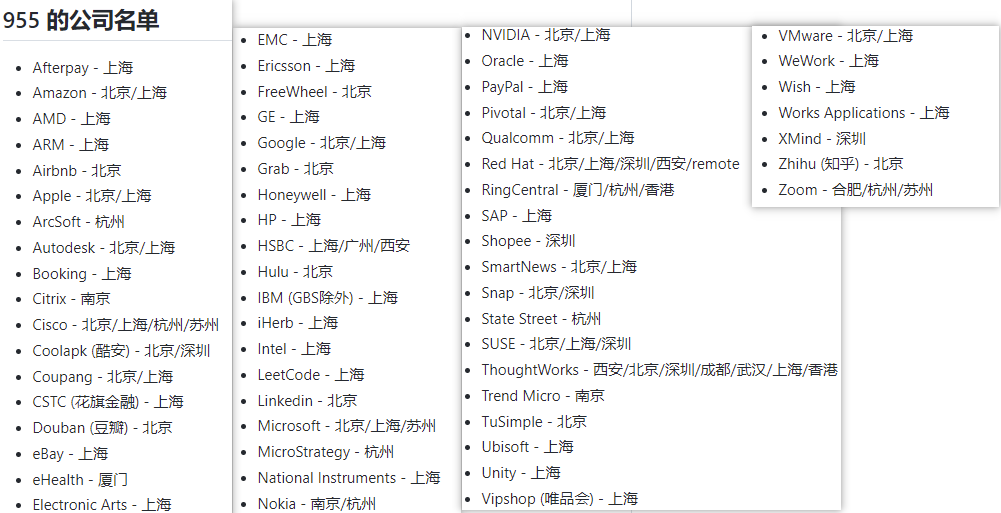 955 的公司名单
Afterpay - 上海
Amazon - 北京/上海
AMD - 上海
ARM - 上海
Airbnb - 北京
Apple - 北京/上海
ArcSoft - 杭州
Autodesk - 北京/上海
Booking - 上海
Citrix - 南京
Cisco - 北京/上海/杭州/苏州
Coolapk (酷安) - 北京/深圳
Coupang - 北京/上海
CSTC (花旗金融) - 上海
Douban (豆瓣) - 北京
eBay - 上海
eHealth - 厦门
Electronic Arts - 上海
EMC - 上海
Ericsson - 上海
FreeWheel - 北京
GE - 上海
Google - 北京/上海
Grab - 北京
Honeywell - 上海
HP - 上海
HSBC - 上海/广州/西安
Hulu - 北京
IBM (GBS除外) - 上海
iHerb - 上海
Intel - 上海
LeetCode - 上海
Linkedin - 北京
Microsoft - 北京/上海/苏州
MicroStrategy - 杭州
National Instruments - 上海
Nokia - 南京/杭州
NVIDIA - 北京/上海
Oracle - 上海
PayPal - 上海
Pivotal - 北京/上海
Qualcomm - 北京/上海
Red Hat - 北京/上海/深圳/西安/remote
RingCentral - 厦门/杭州/香港
SAP - 上海
Shopee - 深圳
SmartNews - 北京/上海
Snap - 北京/深圳
State Street - 杭州
SUSE - 北京/上海/深圳
ThoughtWorks - 西安/北京/深圳/成都/武汉/上海/香港
Trend Micro - 南京
TuSimple - 北京
Ubisoft - 上海
Unity - 上海
Vipshop (唯品会) - 上海
VMware - 北京/上海
WeWork - 上海
Wish - 上海
Works Applications - 上海
XMind - 深圳
Zhihu (知乎) - 北京
Zoom - 合肥/杭州/苏州